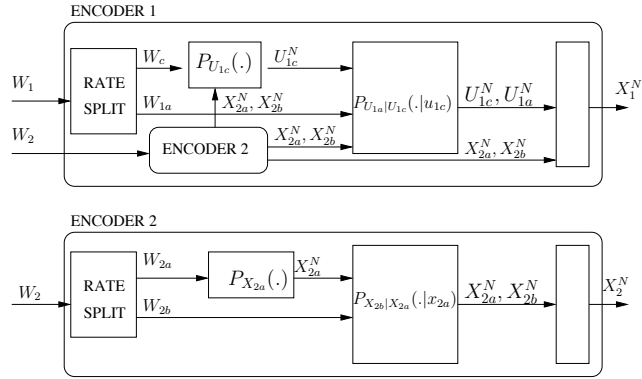 ENCODER 1
W_1
W_2
RATE
SPLIT
W_c
W_{1a}
P_{U_{1c}}(.)
U_{1c}^N
X_{2a}^N, X_{2b}^N
ENCODER 2
X_{2a}^N, X_{2b}^N
P_{U_{1a}|U_{1c}}(.|u_{1c})
U_{1c}^N, U_{1a}^N
X_{2a}^N, X_{2b}^N
X_1^N
ENCODER 2
W_2
RATE
SPLIT
W_{2a}
W_{2b}
P_{X_{2a}}(.)
X_{2a}^N
P_{X_{2b}|X_{2a}}(.|x_{2a})
X_{2a}^N, X_{2b}^N
X_2^N